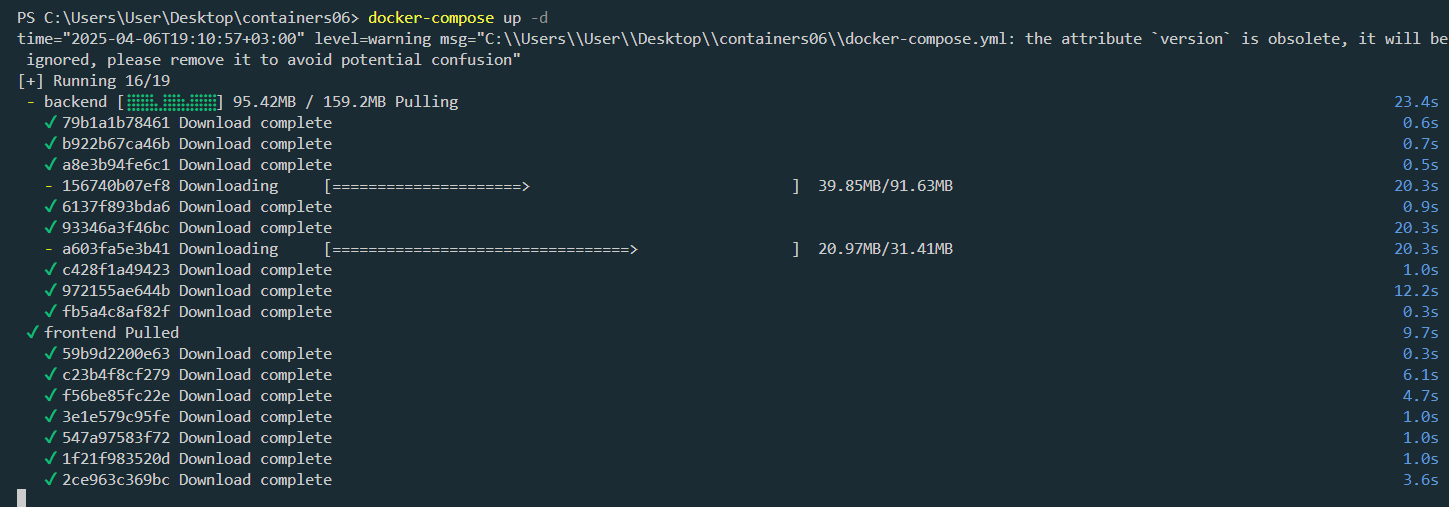 PS C:\Users\User\Desktop\containers06> docker-compose up -d
time="2025-04-06T19:10:57+03:00" level=warning msg="C:\\Users\\User\\Desktop\\containers06\\docker-compose.yml: the attribute `version` is obsolete, it will be
ignored, please remove it to avoid potential confusion"
[+] Running 16/19
- backend [⣿⣿⣿⣄⣿⣿⣦⣿⣿⣿] 95.42MB / 159.2MB Pulling 23.4s
✔ 79b1a1b78461 Download complete 0.6s
✔ b922b67ca46b Download complete 0.7s
✔ a8e3b94fe6c1 Download complete 0.5s
- 156740b07ef8 Downloading [=====================> ] 39.85MB/91.63MB 20.3s
✔ 6137f893bda6 Download complete 0.9s
✔ 93346a3f46bc Download complete 20.3s
- a603fa5e3b41 Downloading [=================================> ] 20.97MB/31.41MB 20.3s
✔ c428f1a49423 Download complete 1.0s
✔ 972155ae644b Download complete 12.2s
✔ fb5a4c8af82f Download complete 0.3s
✔ frontend Pulled 9.7s
✔ 59b9d2200e63 Download complete 0.3s
✔ c23b4f8cf279 Download complete 6.1s
✔ f56be85fc22e Download complete 4.7s
✔ 3e1e579c95fe Download complete 1.0s
✔ 547a97583f72 Download complete 1.0s
✔ 1f21f983520d Download complete 1.0s
✔ 2ce963c369bc Download complete 3.6s